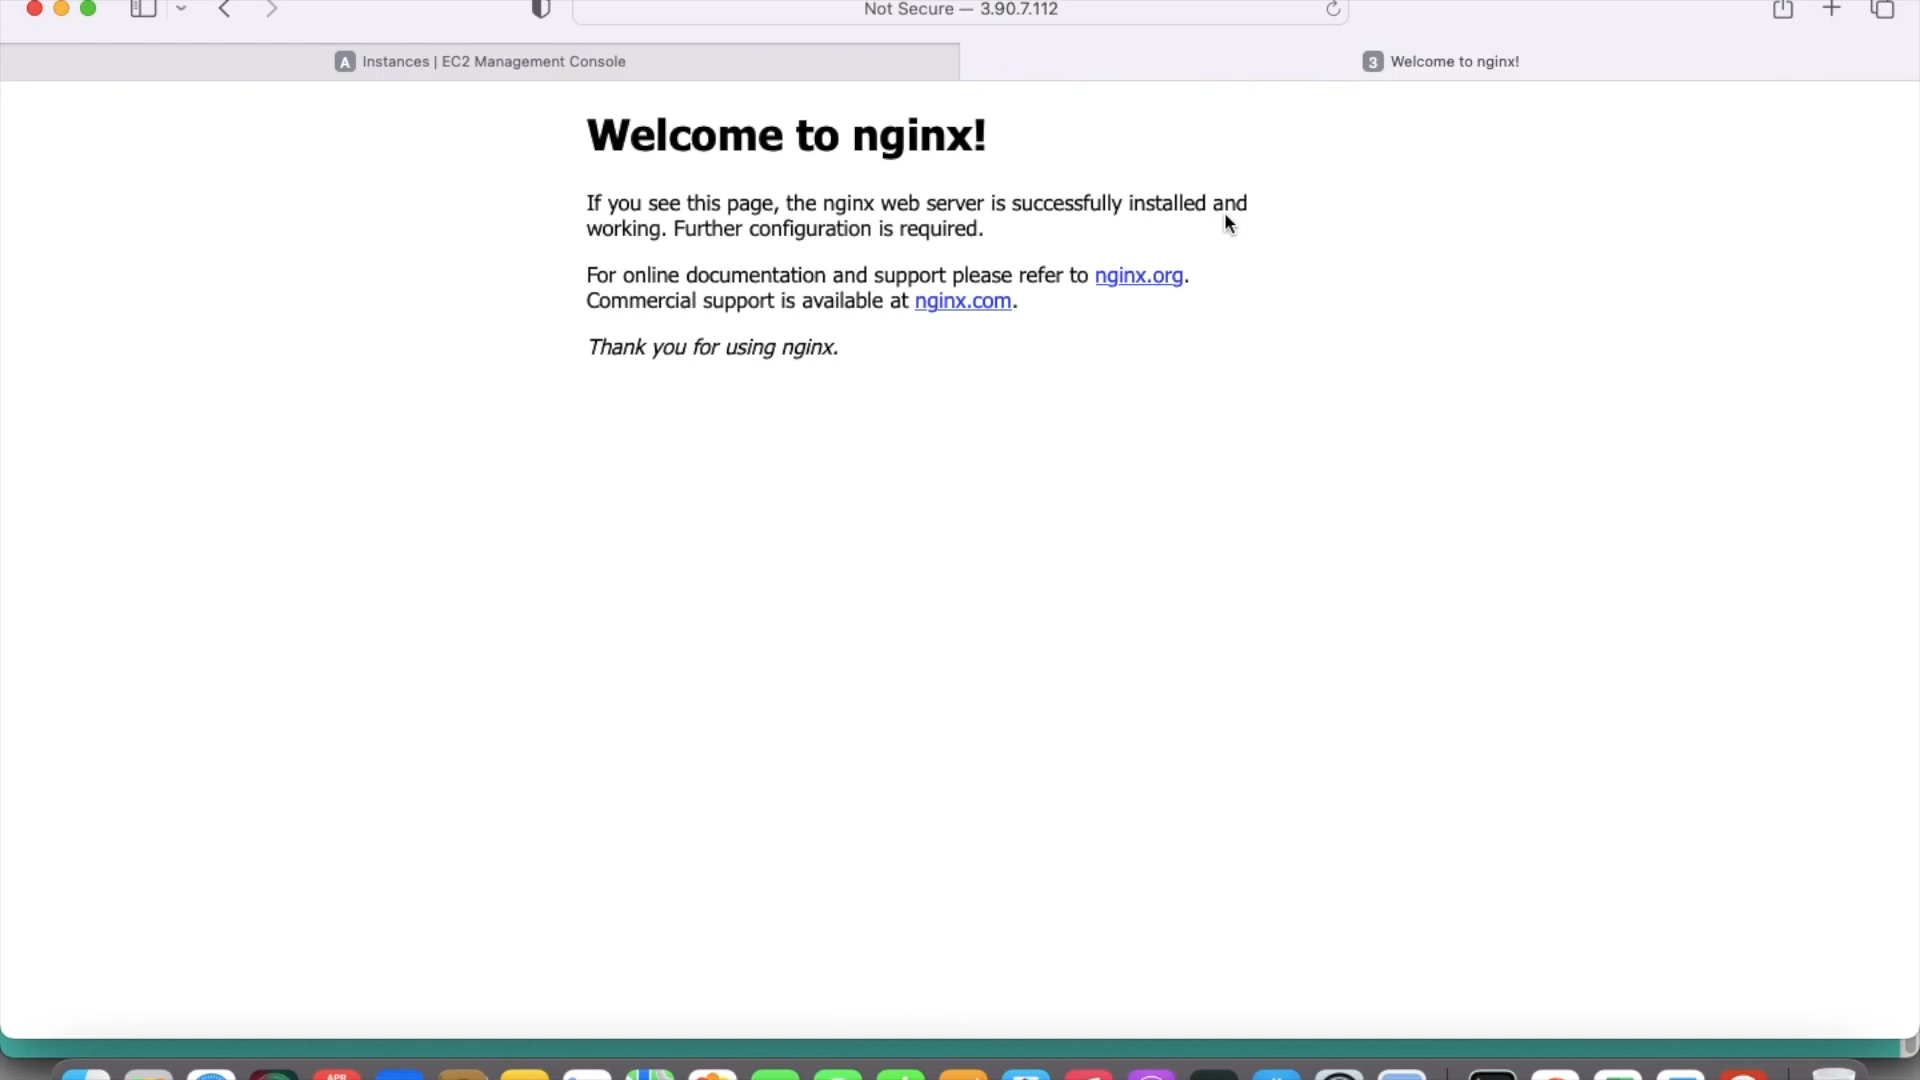 Not Secure — 3.90.7.112
A Instances | EC2 Management Console
3 Welcome to nginx!
Welcome to nginx!
If you see this page, the nginx web server is successfully installed and
working. Further configuration is required.
For online documentation and support please refer to nginx.org.
Commercial support is available at nginx.com.
Thank you for using nginx.
APR